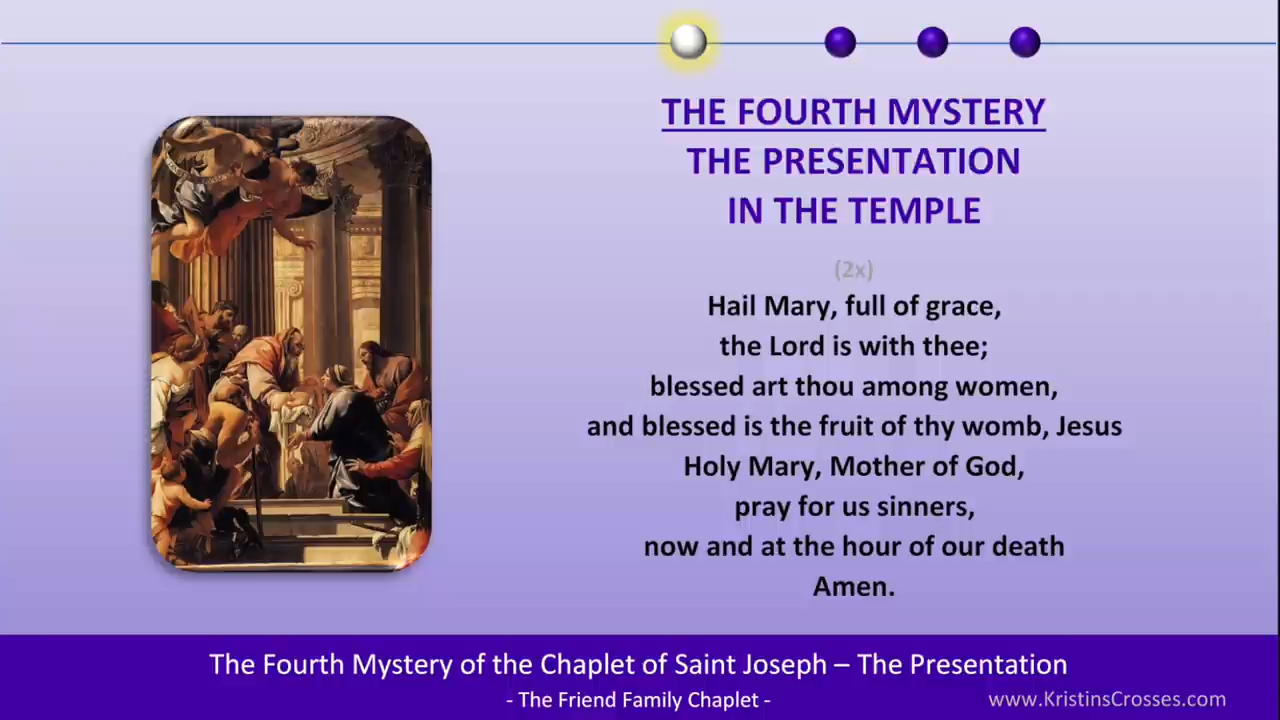 THE FOURTH MYSTERY
THE PRESENTATION
IN THE TEMPLE
(2x)
Hail Mary, full of grace,
the Lord is with thee;
blessed art thou among women,
and blessed is the fruit of thy womb, Jesus
Holy Mary, Mother of God,
pray for us sinners,
now and at the hour of our death
Amen.
The Fourth Mystery of the Chaplet of Saint Joseph – The Presentation
- The Friend Family Chaplet -
www.KristinsCrosses.com